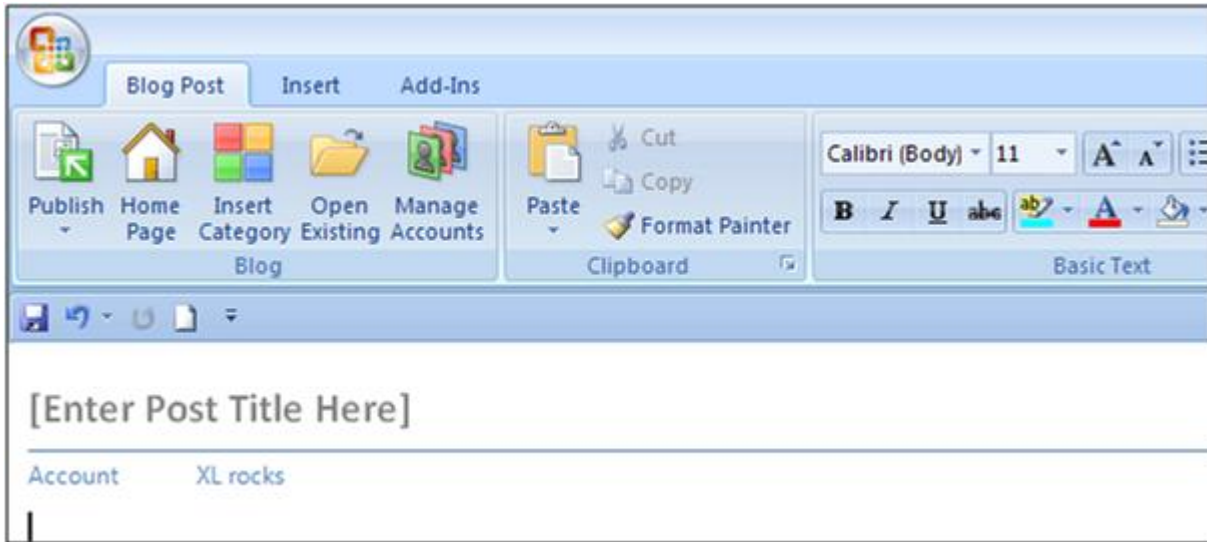 Blog Post Insert Add-Ins
Publish
Home Page
Insert Category
Open Existing
Manage Accounts
Blog
Paste
Cut
Copy
Format Painter
Clipboard
Calibri (Body) 11
A A
B I U abc ab A
Basic Text
[Enter Post Title Here]
Account XL rocks